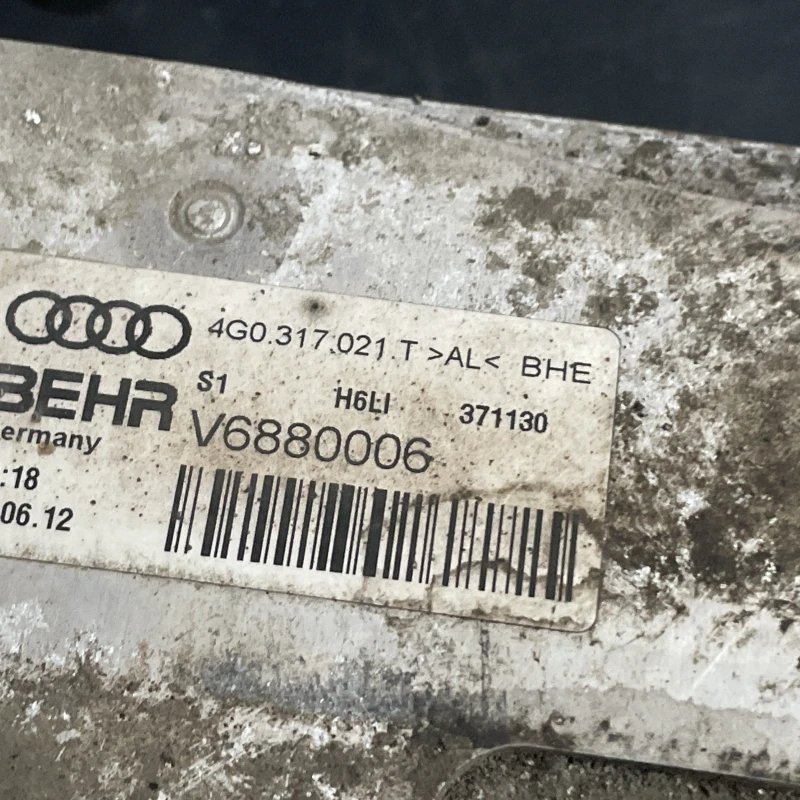 4G0.317.021.T >AL< BHE
BEHR S1 H6LI 371130
ermany V6880006
:18
06.12